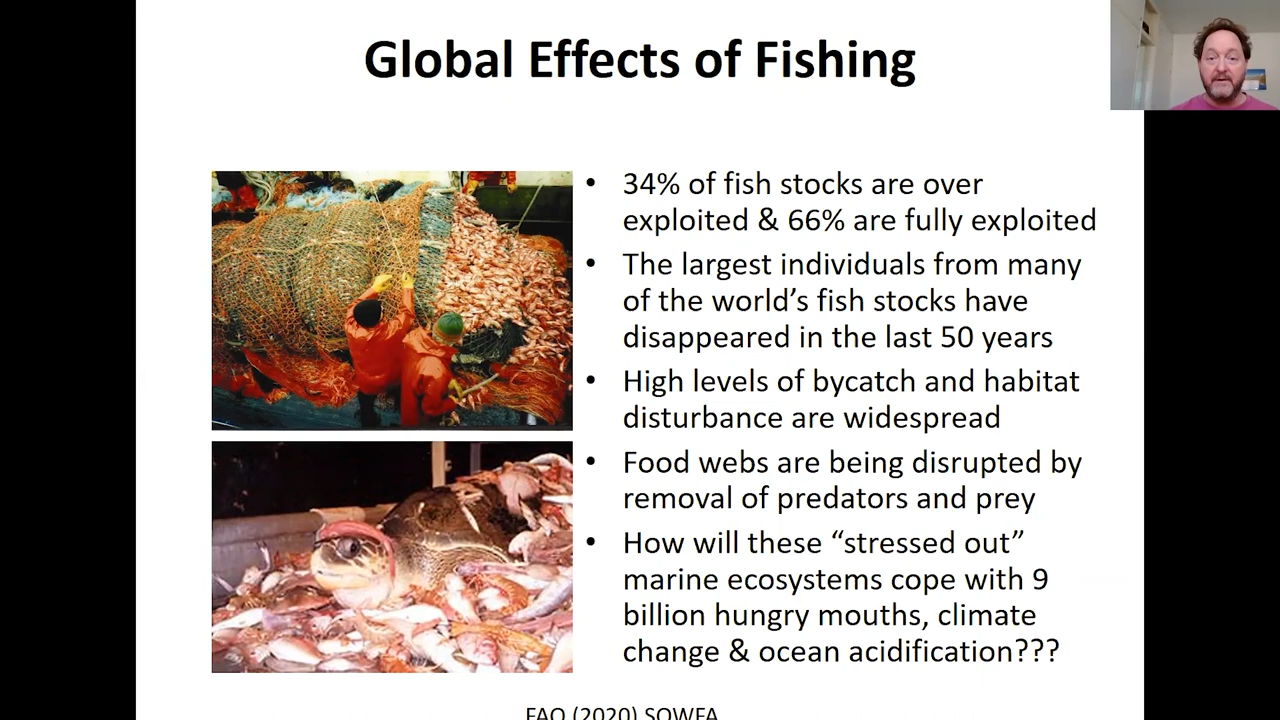 Global Effects of Fishing
• 34% of fish stocks are over
exploited & 66% are fully exploited
• The largest individuals from many
of the world’s fish stocks have
disappeared in the last 50 years
• High levels of bycatch and habitat
disturbance are widespread
• Food webs are being disrupted by
removal of predators and prey
• How will these “stressed out”
marine ecosystems cope with 9
billion hungry mouths, climate
change & ocean acidification???
FAO (2020) SOWFA